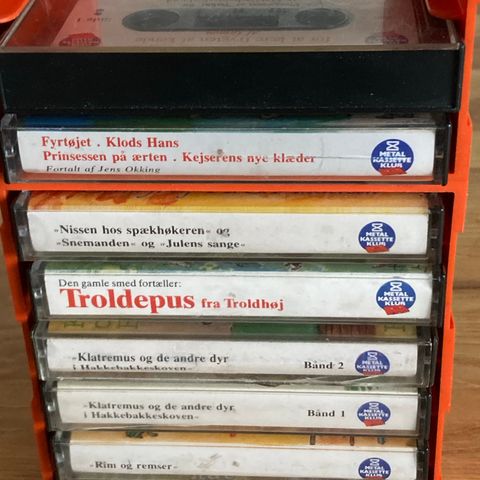 Fyrtøjet . Klods Hans
Prinsessen på ærten . Kejserens nye klæder
Fortalt af Jens Okking
METAL
KASSETTE
KLUB
»Nissen hos spækhøkeren« og
»Snemanden« og »Julens sange«
METAL
KASSETTE
KLUB
Den gamle smed fortæller:
Troldepus fra Troldhøj
METAL
KASSETTE
KLUB
»Klatremus og de andre dyr
i Hakkebakkeskoven«
Bånd 2
METAL
KASSETTE
KLUB
»Klatremus og de andre dyr
i Hakkebakkeskoven«
Bånd 1
METAL
KASSETTE
KLUB
»Rim og remser«
METAL
KASSETTE